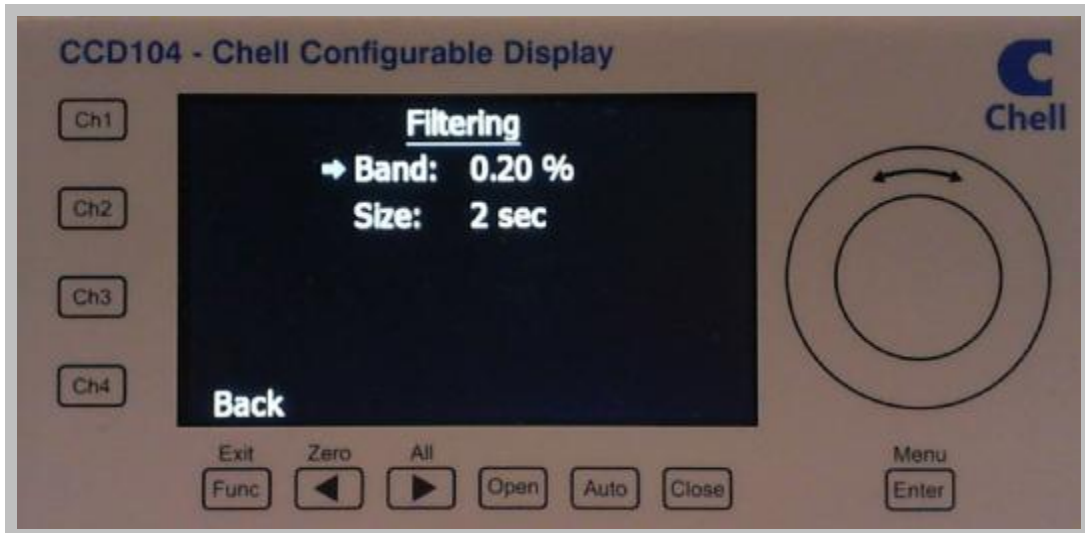 CCD104 - Chell Configurable Display
Chell
Ch1
Ch2
Ch3
Ch4
Filtering
Band: 0.20 %
Size: 2 sec
Back
Exit Zero All
Func Open Auto Close
Menu
Enter